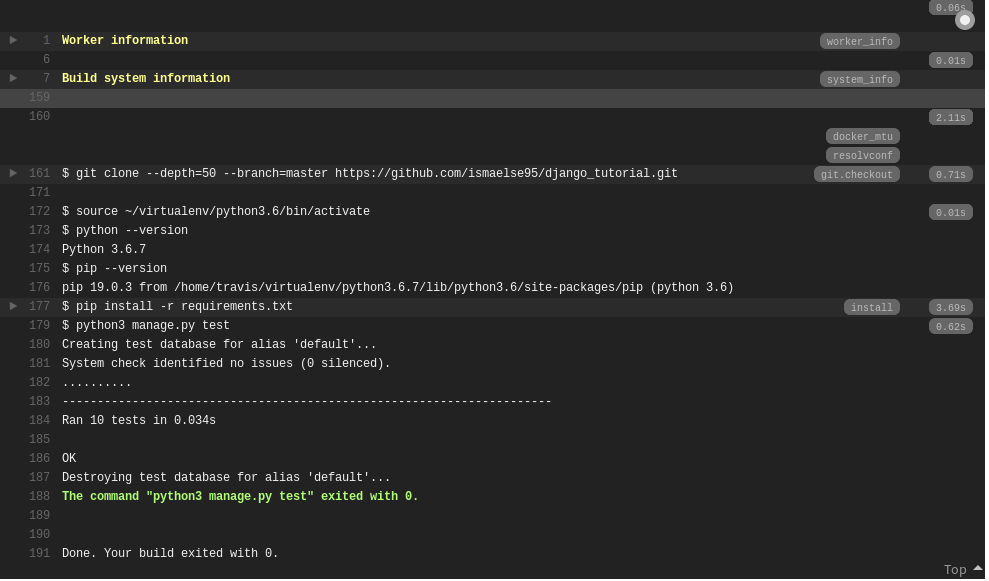 0.06s
1 Worker information worker_info
6 0.01s
7 Build system information system_info
159
160 2.11s
docker_mtu
resolvconf
161 $ git clone --depth=50 --branch=master https://github.com/ismaelse95/django_tutorial.git git.checkout 0.71s
171
172 $ source ~/virtualenv/python3.6/bin/activate 0.01s
173 $ python --version
174 Python 3.6.7
175 $ pip --version
176 pip 19.0.3 from /home/travis/virtualenv/python3.6.7/lib/python3.6/site-packages/pip (python 3.6)
177 $ pip install -r requirements.txt install 3.69s
179 $ python3 manage.py test 0.62s
180 Creating test database for alias 'default'...
181 System check identified no issues (0 silenced).
182 ..........
183 ----------------------------------------------------------------------
184 Ran 10 tests in 0.034s
185
186 OK
187 Destroying test database for alias 'default'...
188 The command "python3 manage.py test" exited with 0.
189
190
191 Done. Your build exited with 0.
Top